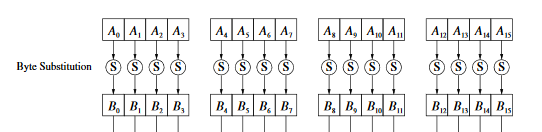 A0 A1 A2 A3 A4 A5 A6 A7 A8 A9 A10 A11 A12 A13 A14 A15
Byte Substitution S S S S S S S S S S S S S S S S
B0 B1 B2 B3 B4 B5 B6 B7 B8 B9 B10 B11 B12 B13 B14 B15